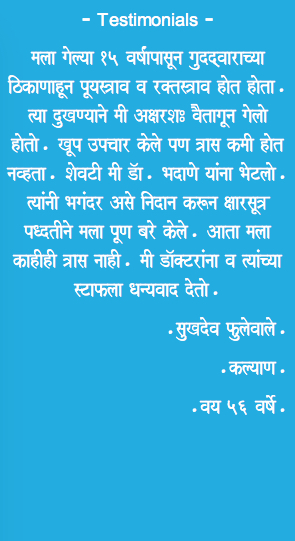 - Testimonials -
मला गेल्या १५ वर्षापासून गुददवाराच्या
ठिकाणाहून पूयस्त्राव व रक्तस्त्राव होत होता.
त्या दुखण्याने मी अक्षरशः वैतागून गेलो
होतो. खूप उपचार केले पण त्रास कमी होत
नव्हता. शेवटी मी डॉ. भदाणे यांना भेटलो.
त्यांनी भगंदर असे निदान करून क्षारसूत्र
पध्दतीने मला पूण बरे केले. आता मला
काहीही त्रास नाही. मी डॉक्टरांना व त्यांच्या
स्टाफला धन्यवाद देतो.
.सुखदेव फुलेवाले.
.कल्याण.
.वय ५६ वर्षे.